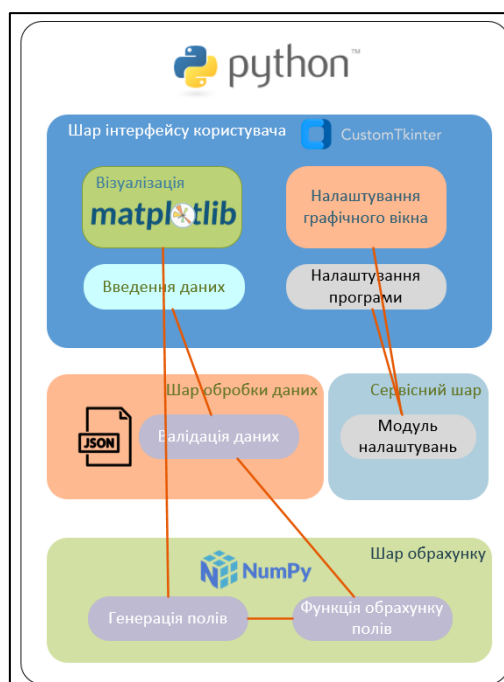 python™
Шар інтерфейсу користувача
CustomTkinter
Візуалізація
matplotlib
Налаштування
графічного вікна
Введення даних
Налаштування
програми
Шар обробки даних
JSON
Валідація даних
Сервісний шар
Модуль
налаштувань
Шар обрахунку
NumPy
Генерація полів
Функція обрахунку
полів